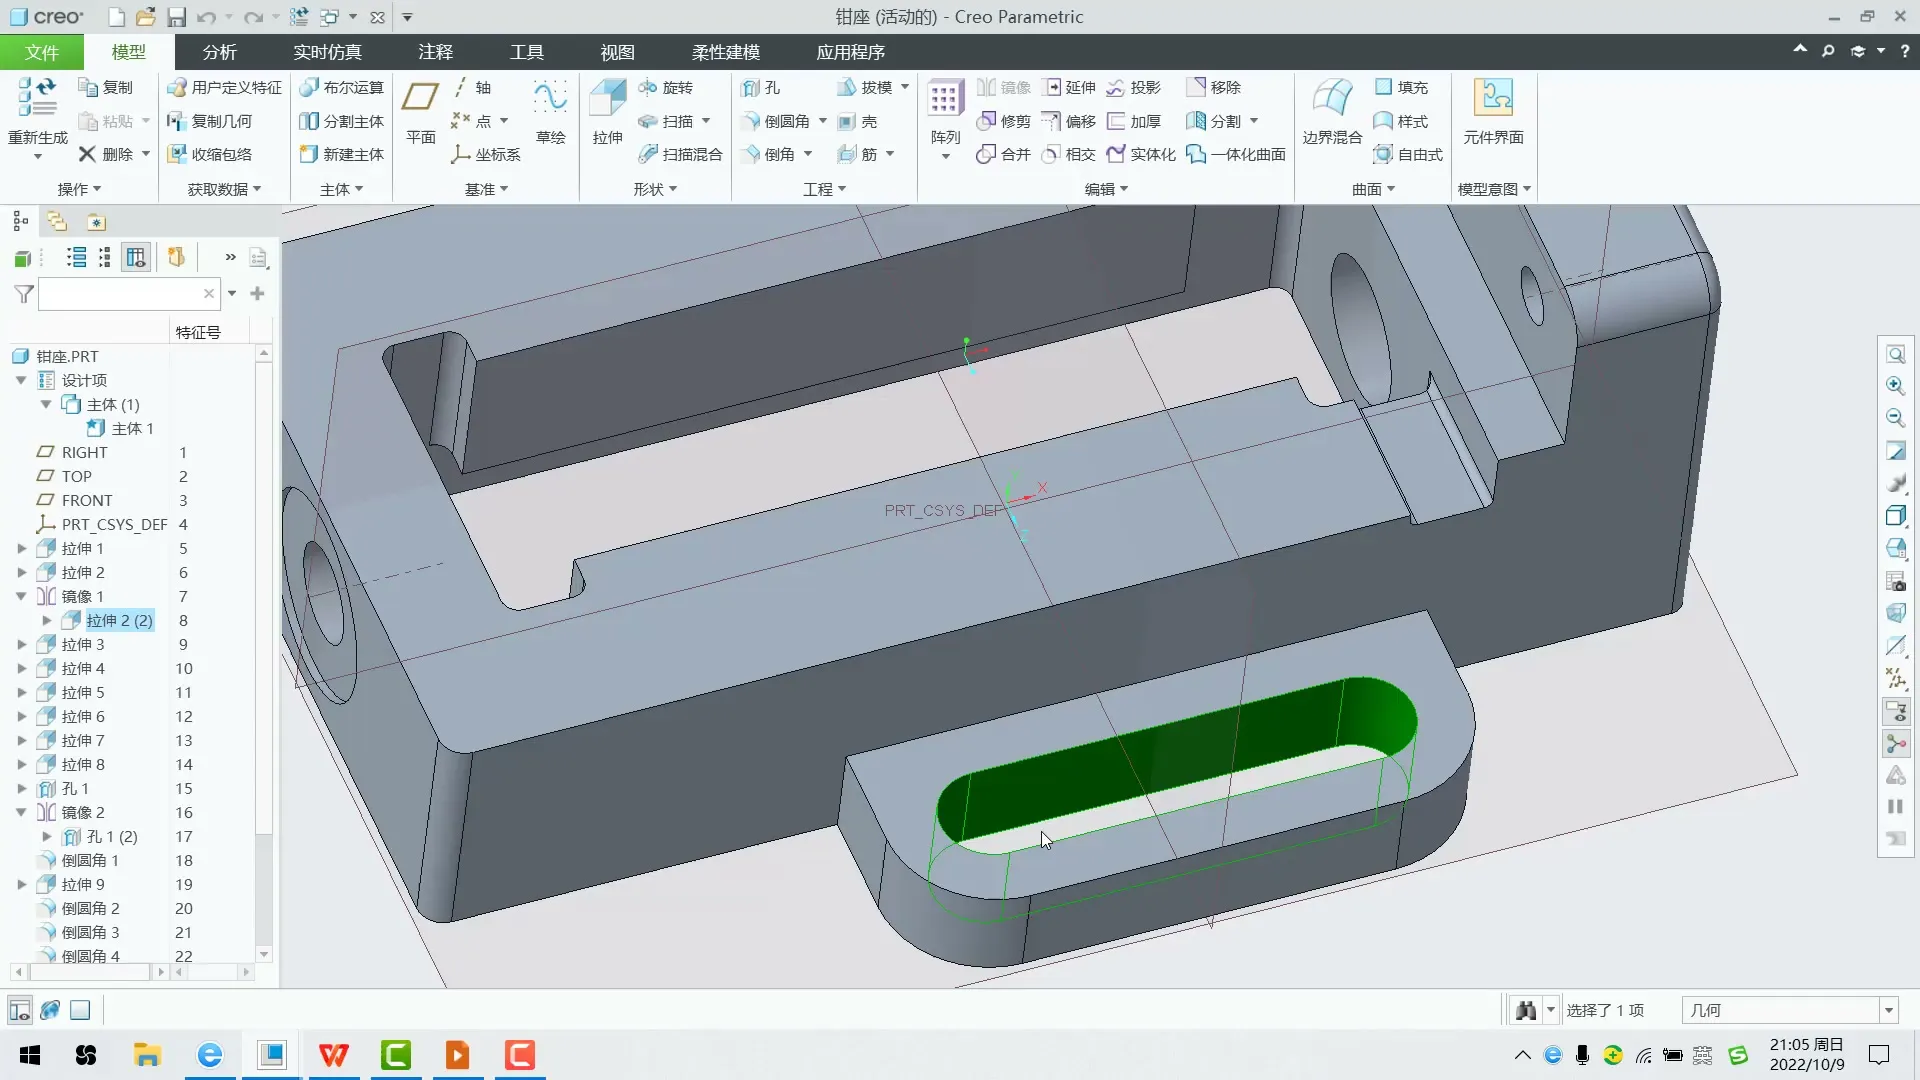 creo
钳座 (活动的) - Creo Parametric
文件 模型 分析 实时仿真 注释 工具 视图 柔性建模 应用程序
重新生成 复制 粘贴 删除
用户定义特征 复制几何 收缩包络
布尔运算 分割主体 新建主体
平面 轴 点 坐标系 草绘
拉伸 旋转 扫描 扫描混合
孔 倒圆角 倒角 拔模 壳 筋
阵列 镜像 延伸 投影 移除
修剪 偏移 加厚 分割
合并 相交 实体化 一体化曲面
边界混合 填充 样式 自由式
元件界面
操作 获取数据 主体 基准 形状 工程 编辑 曲面 模型意图
特征号
钳座.PRT
设计项
主体 (1)
主体 1
RIGHT 1
TOP 2
FRONT 3
PRT_CSYS_DEF 4
拉伸 1 5
拉伸 2 6
镜像 1 7
拉伸 2 (2) 8
拉伸 3 9
拉伸 4 10
拉伸 5 11
拉伸 6 12
拉伸 7 13
拉伸 8 14
孔 1 15
镜像 2 16
孔 1 (2) 17
倒圆角 1 18
拉伸 9 19
倒圆角 2 20
倒圆角 3 21
倒圆角 4 22
PRT_CSYS_DEF
X
Z
选择了 1 项
几何
21:05 周日
2022/10/9
英